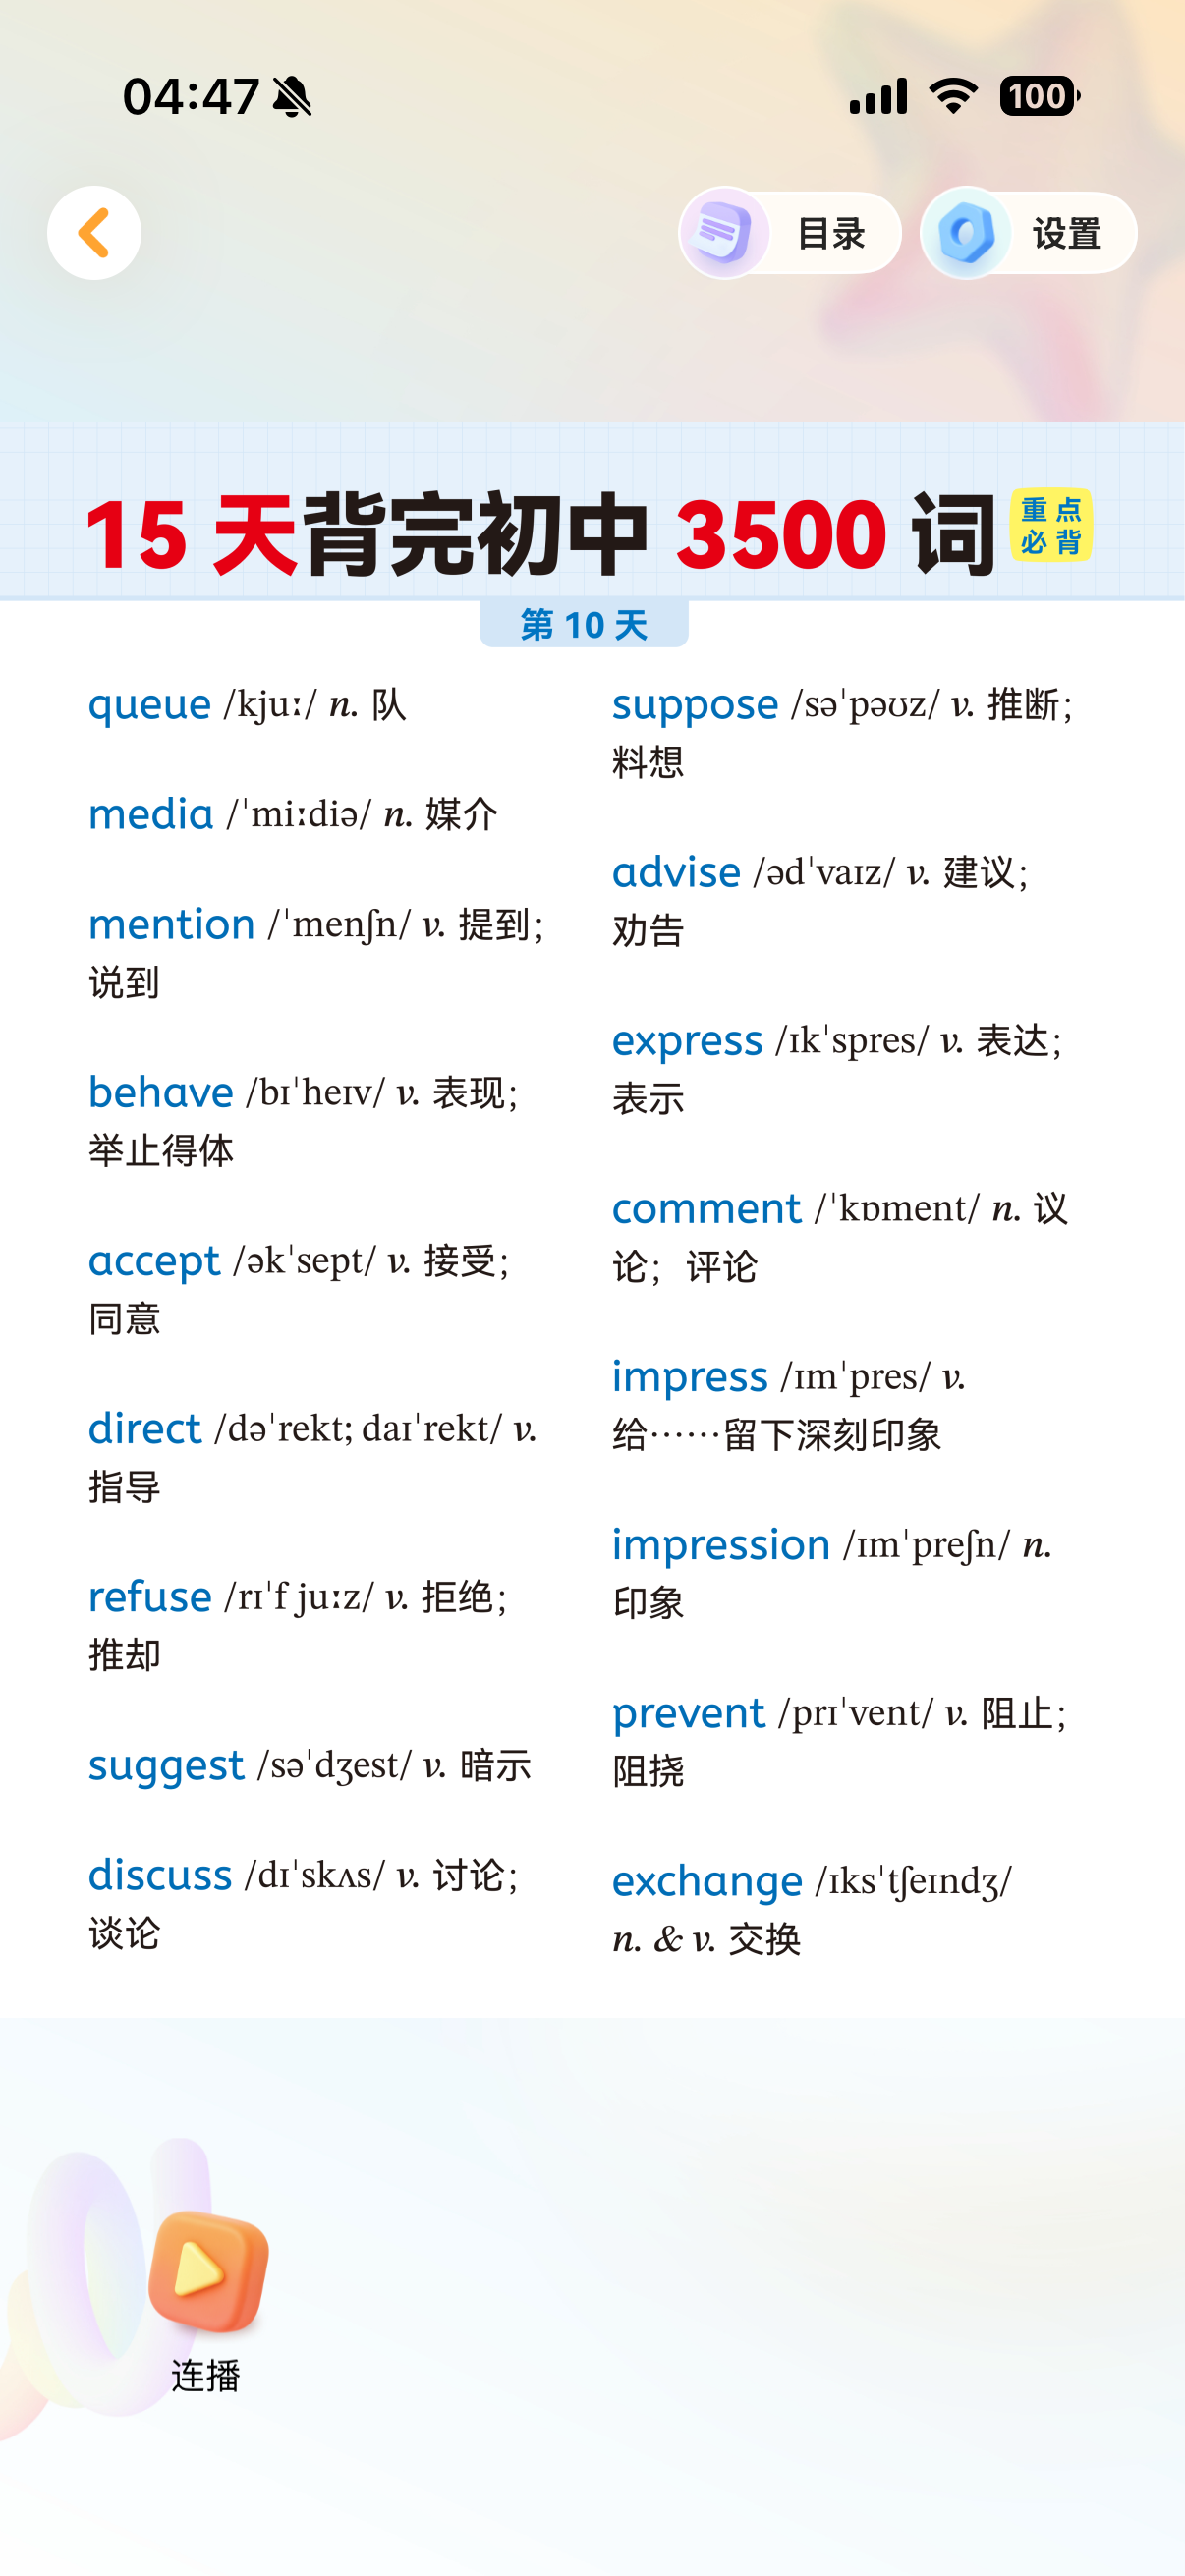 04:47
100
目录
设置
15 天背完初中 3500 词
重点
必背
第 10 天
queue /kjuː/ n. 队
media /ˈmiːdiə/ n. 媒介
mention /ˈmenʃn/ v. 提到；
说到
behave /bɪˈheɪv/ v. 表现；
举止得体
accept /əkˈsept/ v. 接受；
同意
direct /dəˈrekt; daɪˈrekt/ v.
指导
refuse /rɪˈf juːz/ v. 拒绝；
推却
suggest /səˈdʒest/ v. 暗示
discuss /dɪˈskʌs/ v. 讨论；
谈论
suppose /səˈpəʊz/ v. 推断；
料想
advise /ədˈvaɪz/ v. 建议；
劝告
express /ɪkˈspres/ v. 表达；
表示
comment /ˈkɒment/ n. 议
论；评论
impress /ɪmˈpres/ v.
给……留下深刻印象
impression /ɪmˈpreʃn/ n.
印象
prevent /prɪˈvent/ v. 阻止；
阻挠
exchange /ɪksˈtʃeɪndʒ/
n. & v. 交换
连播